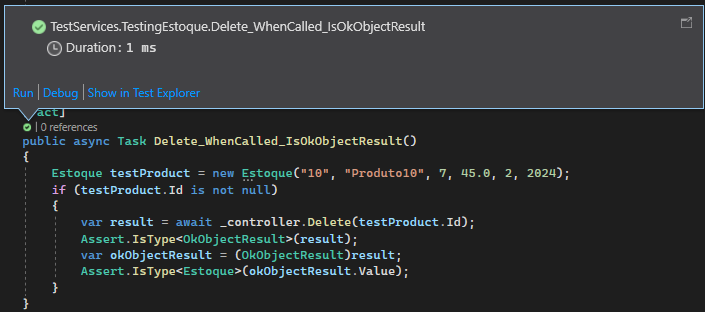 TestServices.TestingEstoque.Delete_WhenCalled_IsOkObjectResult
Duration: 1 ms
Run | Debug | Show in Test Explorer
act]
| 0 references
public async Task Delete_WhenCalled_IsOkObjectResult()
{
Estoque testProduct = new Estoque("10", "Produto10", 7, 45.0, 2, 2024);
if (testProduct.Id is not null)
{
var result = await _controller.Delete(testProduct.Id);
Assert.IsType<OkObjectResult>(result);
var okObjectResult = (OkObjectResult)result;
Assert.IsType<Estoque>(okObjectResult.Value);
}
}